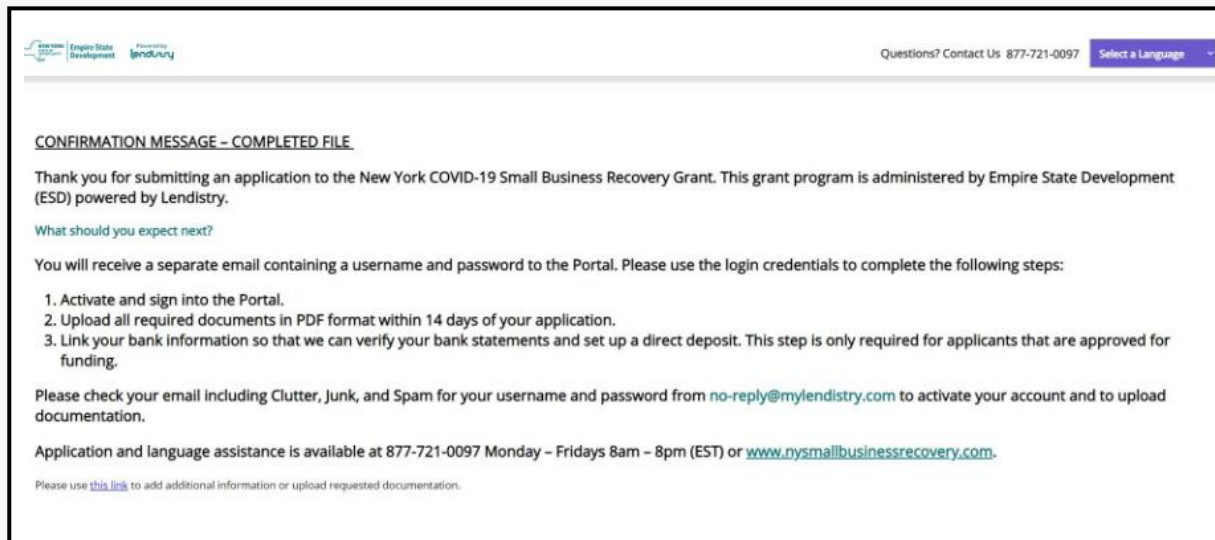 Empire State
Development
Powered by
lendistry
Questions? Contact Us 877-721-0097
Select a Language
CONFIRMATION MESSAGE – COMPLETED FILE
Thank you for submitting an application to the New York COVID-19 Small Business Recovery Grant. This grant program is administered by Empire State Development
(ESD) powered by Lendistry.
What should you expect next?
You will receive a separate email containing a username and password to the Portal. Please use the login credentials to complete the following steps:
1. Activate and sign into the Portal.
2. Upload all required documents in PDF format within 14 days of your application.
3. Link your bank information so that we can verify your bank statements and set up a direct deposit. This step is only required for applicants that are approved for
funding.
Please check your email including Clutter, Junk, and Spam for your username and password from no-reply@mylendistry.com to activate your account and to upload
documentation.
Application and language assistance is available at 877-721-0097 Monday – Fridays 8am – 8pm (EST) or www.nysmallbusinessrecovery.com.
Please use this link to add additional information or upload requested documentation.